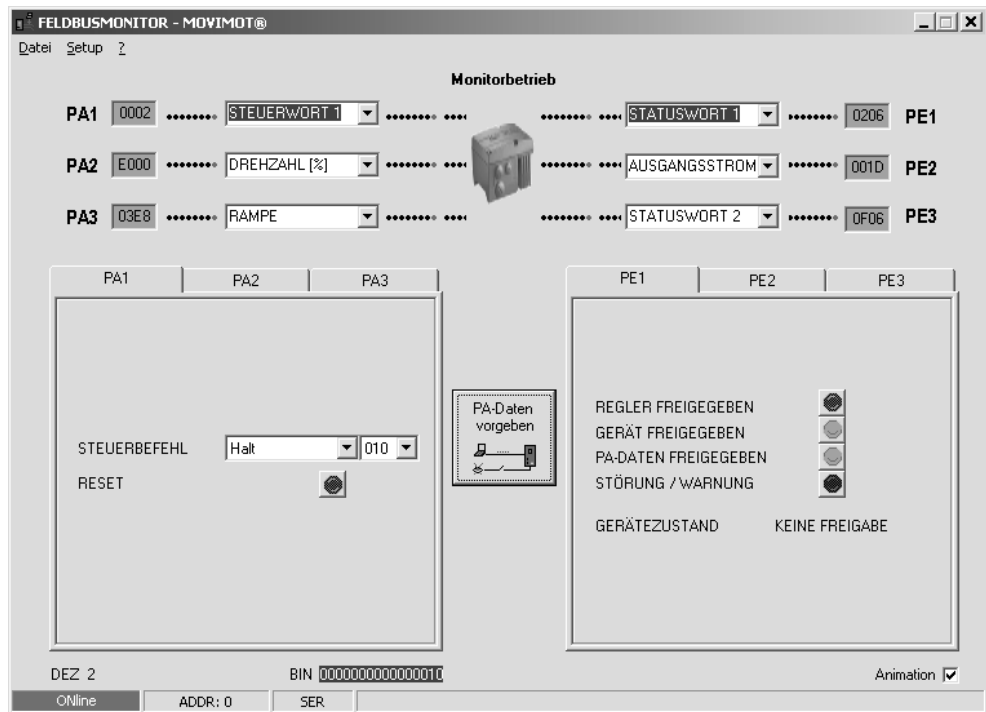 FELDBUSMONITOR - MOVIMOT®
Datei Setup ?
Monitorbetrieb
PA1 0002 STEUERWORT 1 STATUSWORT 1 0206 PE1
PA2 E000 DREHZAHL [%] AUSGANGSSTROM 001D PE2
PA3 03E8 RAMPE STATUSWORT 2 0F06 PE3
PA1 PA2 PA3 PE1 PE2 PE3
PA-Daten
vorgeben
STEUERBEFEHL Halt 010
RESET
REGLER FREIGEGEBEN
GERÄT FREIGEGEBEN
PA-DATEN FREIGEGEBEN
STÖRUNG / WARNUNG
GERÄTEZUSTAND KEINE FREIGABE
DEZ 2 BIN 0000000000000010 Animation
ONline ADDR: 0 SER